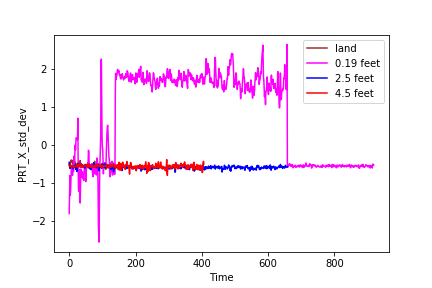 land
0.19 feet
2.5 feet
4.5 feet
PRT_X_std_dev
2
1
0
−1
−2
0
200
400
600
800
Time